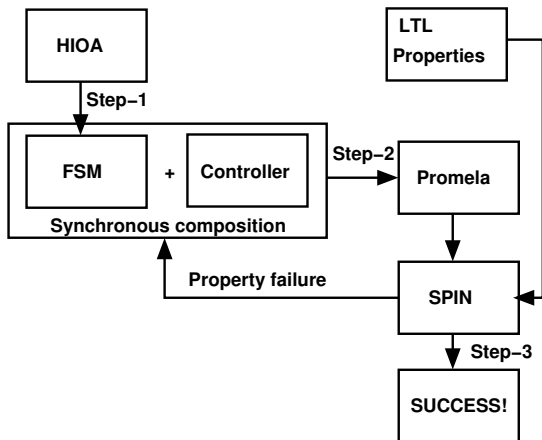 HIOA
LTL
Properties
Step−1
FSM
+
Controller
Synchronous composition
Step−2
Promela
Property failure
SPIN
Step−3
SUCCESS!